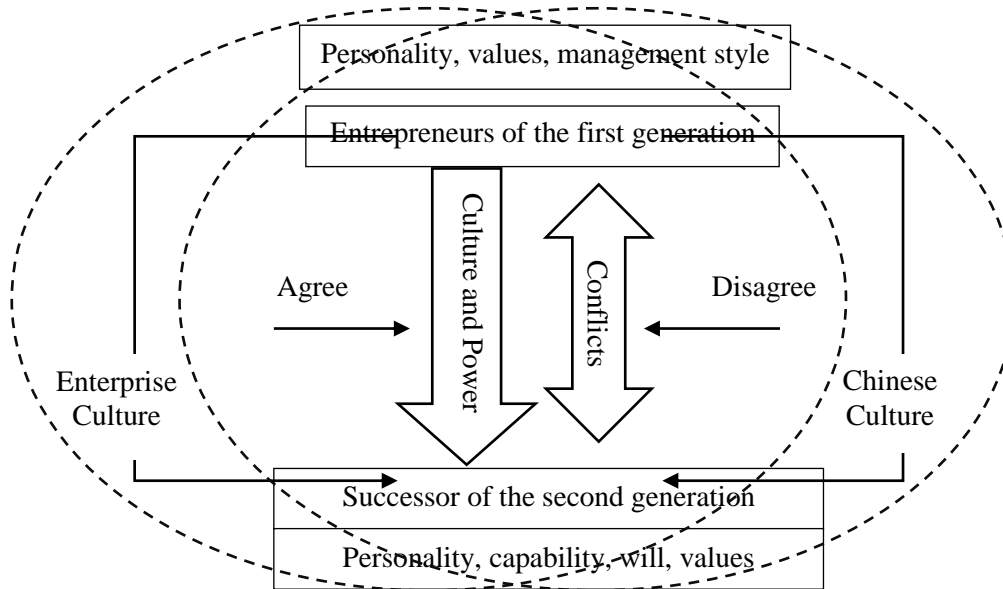 Personality, values, management style
Entrepreneurs of the first generation
Culture and Power
Conflicts
Agree
Disagree
Enterprise
Culture
Chinese
Culture
Successor of the second generation
Personality, capability, will, values